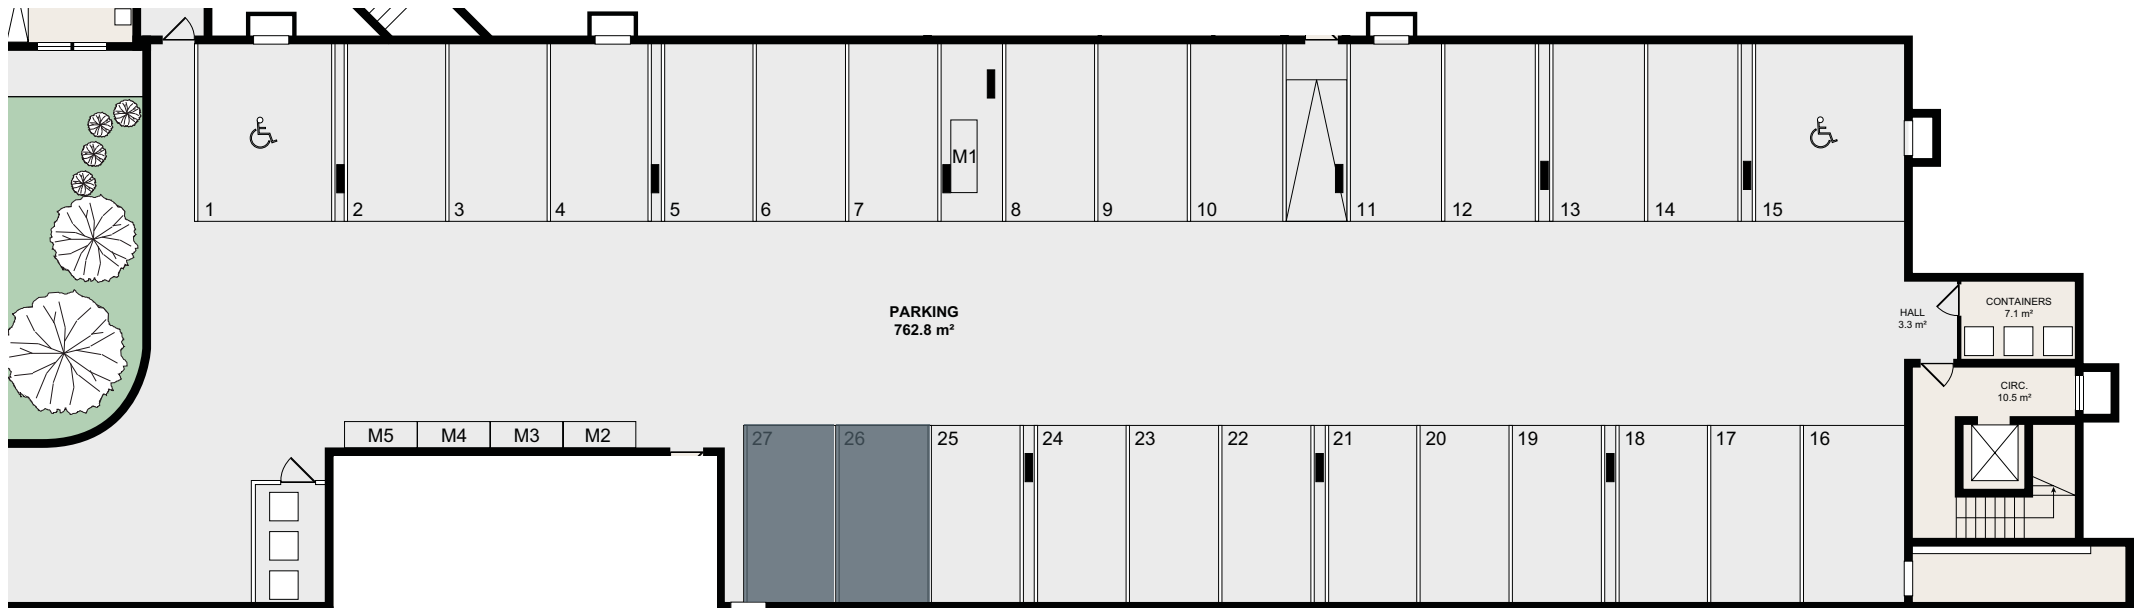 M1
1 2 3 4 5 6 7 8 9 10 11 12 13 14 15
PARKING
762.8 m²
HALL
3.3 m²
CONTAINERS
7.1 m²
CIRC.
10.5 m²
M5 M4 M3 M2
27 26 25 24 23 22 21 20 19 18 17 16